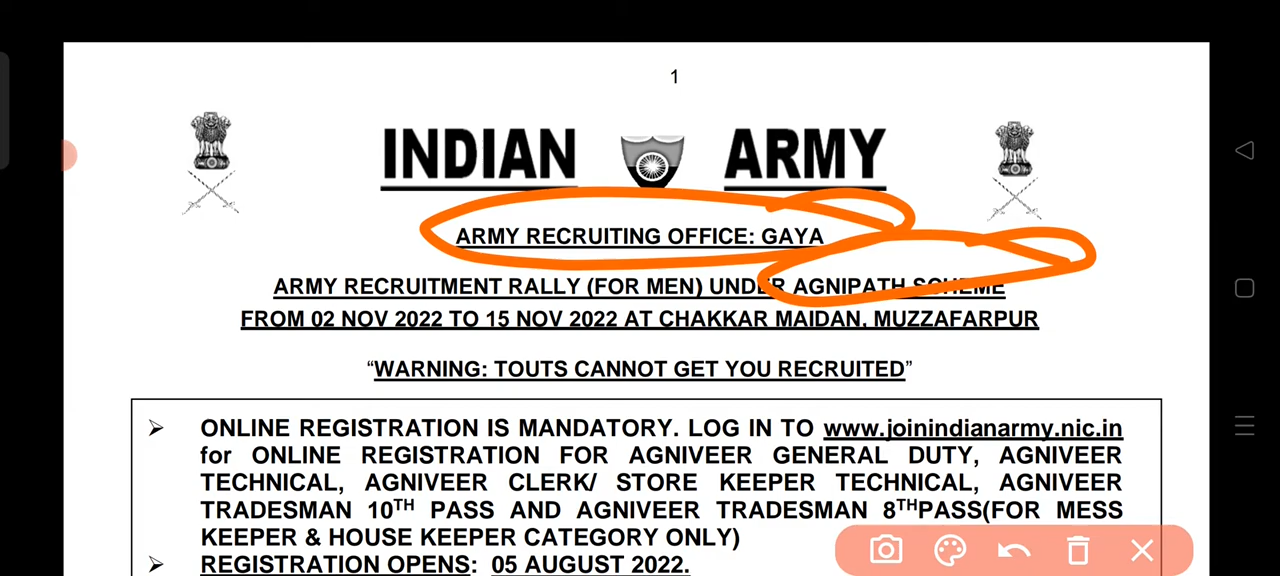 1
INDIAN ARMY
ARMY RECRUITING OFFICE: GAYA
ARMY RECRUITMENT RALLY (FOR MEN) UNDER AGNIPATH SCHEME
FROM 02 NOV 2022 TO 15 NOV 2022 AT CHAKKAR MAIDAN, MUZZAFARPUR
“WARNING: TOUTS CANNOT GET YOU RECRUITED”
➢ ONLINE REGISTRATION IS MANDATORY. LOG IN TO www.joinindianarmy.nic.in
for ONLINE REGISTRATION FOR AGNIVEER GENERAL DUTY, AGNIVEER
TECHNICAL, AGNIVEER CLERK/ STORE KEEPER TECHNICAL, AGNIVEER
TRADESMAN 10TH PASS AND AGNIVEER TRADESMAN 8THPASS(FOR MESS
KEEPER & HOUSE KEEPER CATEGORY ONLY)
➢ REGISTRATION OPENS: 05 AUGUST 2022.